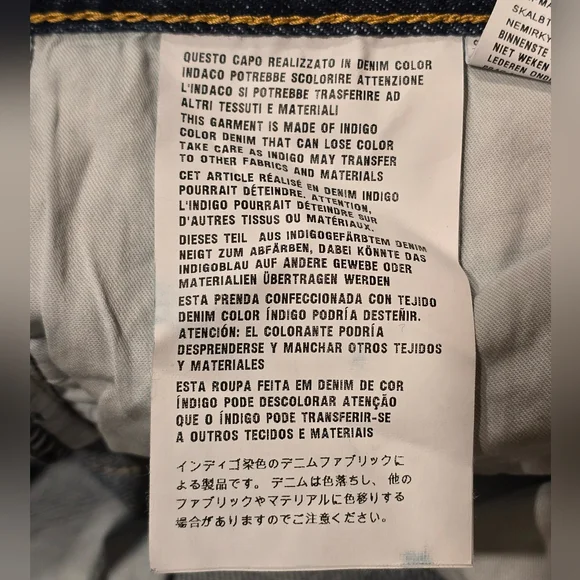 QUESTO CAPO REALIZZATO IN DENIM COLOR
INDACO POTREBBE SCOLORIRE ATTENZIONE
L'INDACO SI POTREBBE TRASFERIRE AD
ALTRI TESSUTI E MATERIALI
THIS GARMENT IS MADE OF INDIGO
COLOR DENIM THAT CAN LOSE COLOR
TAKE CARE AS INDIGO MAY TRANSFER
TO OTHER FABRICS AND MATERIALS
CET ARTICLE RÉALISÉ EN DENIM INDIGO
POURRAIT DÉTEINDRE. ATTENTION,
L'INDIGO POURRAIT DÉTEINDRE SUR
D'AUTRES TISSUS OU MATÉRIAUX.
DIESES TEIL AUS INDIGOGEFÄRBTEM DENIM
NEIGT ZUM ABFÄRBEN, DABEI KÖNNTE DAS
INDIGOBLAU AUF ANDERE GEWEBE ODER
MATERIALIEN ÜBERTRAGEN WERDEN
ESTA PRENDA CONFECCIONADA CON TEJIDO
DENIM COLOR ÍNDIGO PODRÍA DESTEÑIR.
ATENCIÓN: EL COLORANTE PODRÍA
DESPRENDERSE Y MANCHAR OTROS TEJIDOS
Y MATERIALES
ESTA ROUPA FEITA EM DENIM DE COR
ÍNDIGO PODE DESCOLORAR ATENÇÃO
QUE O ÍNDIGO PODE TRANSFERIR-SE
A OUTROS TECIDOS E MATERIAIS
インディゴ染色のデニムファブリックに
よる製品です。デニムは色落ちし、他の
ファブリックやマテリアルに色移りする
場合がありますのでご注意ください。
SKALBT
NEMIRKY
BINNENSTE
NIET WEKEN
LEDEREN OND